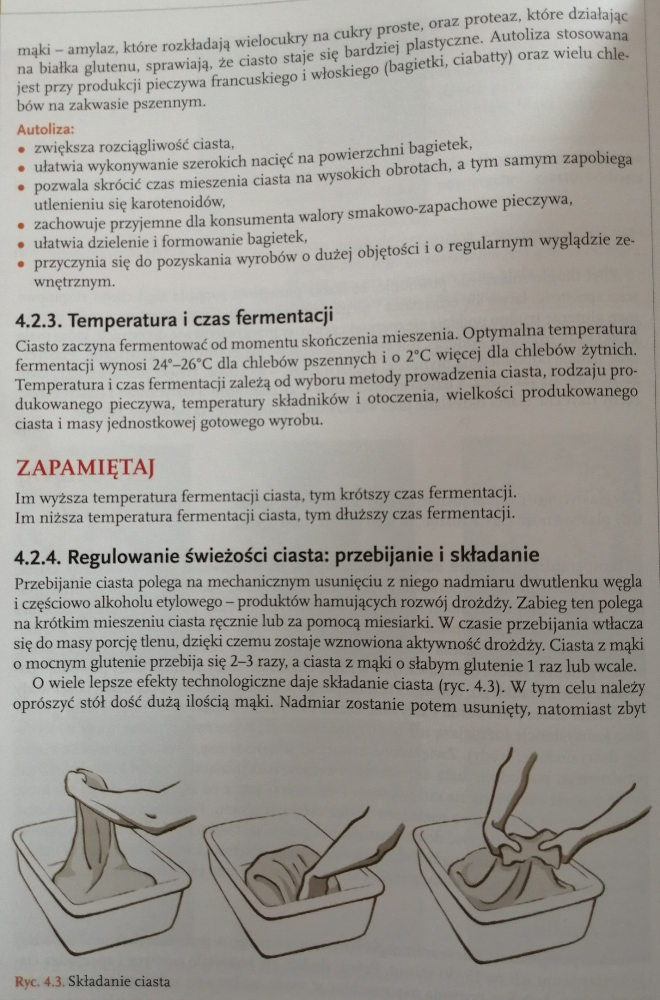 mąki – amylaz, które rozkładają wielocukry na cukry proste, oraz proteaz, które działając
na białka glutenu, sprawiają, że ciasto staje się bardziej plastyczne. Autoliza stosowana
jest przy produkcji pieczywa francuskiego i włoskiego (bagietki, ciabatty) oraz wielu chle-
bów na zakwasie pszennym.
Autoliza:
• zwiększa rozciągliwość ciasta,
• ułatwia wykonywanie szerokich nacięć na powierzchni bagietek,
• pozwala skrócić czas mieszenia ciasta na wysokich obrotach, a tym samym zapobiega
utlenieniu się karotenoidów,
• zachowuje przyjemne dla konsumenta walory smakowo-zapachowe pieczywa,
• ułatwia dzielenie i formowanie bagietek,
• przyczynia się do pozyskania wyrobów o dużej objętości i o regularnym wyglądzie ze-
wnętrznym.
4.2.3. Temperatura i czas fermentacji
Ciasto zaczyna fermentować od momentu skończenia mieszenia. Optymalna temperatura
fermentacji wynosi 24°–26°C dla chlebów pszennych i o 2°C więcej dla chlebów żytnich.
Temperatura i czas fermentacji zależą od wyboru metody prowadzenia ciasta, rodzaju pro-
dukowanego pieczywa, temperatury składników i otoczenia, wielkości produkowanego
ciasta i masy jednostkowej gotowego wyrobu.
ZAPAMIĘTAJ
Im wyższa temperatura fermentacji ciasta, tym krótszy czas fermentacji.
Im niższa temperatura fermentacji ciasta, tym dłuższy czas fermentacji.
4.2.4. Regulowanie świeżości ciasta: przebijanie i składanie
Przebijanie ciasta polega na mechanicznym usunięciu z niego nadmiaru dwutlenku węgla
i częściowo alkoholu etylowego – produktów hamujących rozwój drożdży. Zabieg ten polega
na krótkim mieszeniu ciasta ręcznie lub za pomocą miesiarki. W czasie przebijania wtłacza
się do masy porcję tlenu, dzięki czemu zostaje wznowiona aktywność drożdży. Ciasta z mąki
o mocnym glutenie przebija się 2–3 razy, a ciasta z mąki o słabym glutenie 1 raz lub wcale.
O wiele lepsze efekty technologiczne daje składanie ciasta (ryc. 4.3). W tym celu należy
oprószyć stół dość dużą ilością mąki. Nadmiar zostanie potem usunięty, natomiast zbyt
Ryc. 4.3. Składanie ciasta